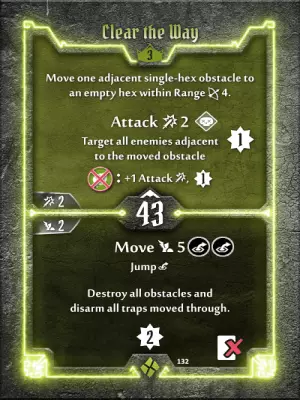 Clear the Way
3
Move one adjacent single-hex obstacle to
an empty hex within Range 4.
Attack 2
Target all enemies adjacent
to the moved obstacle
1
: +1 Attack , 1
2
43
2
Move 5
Jump
Destroy all obstacles and
disarm all traps moved through.
2
132